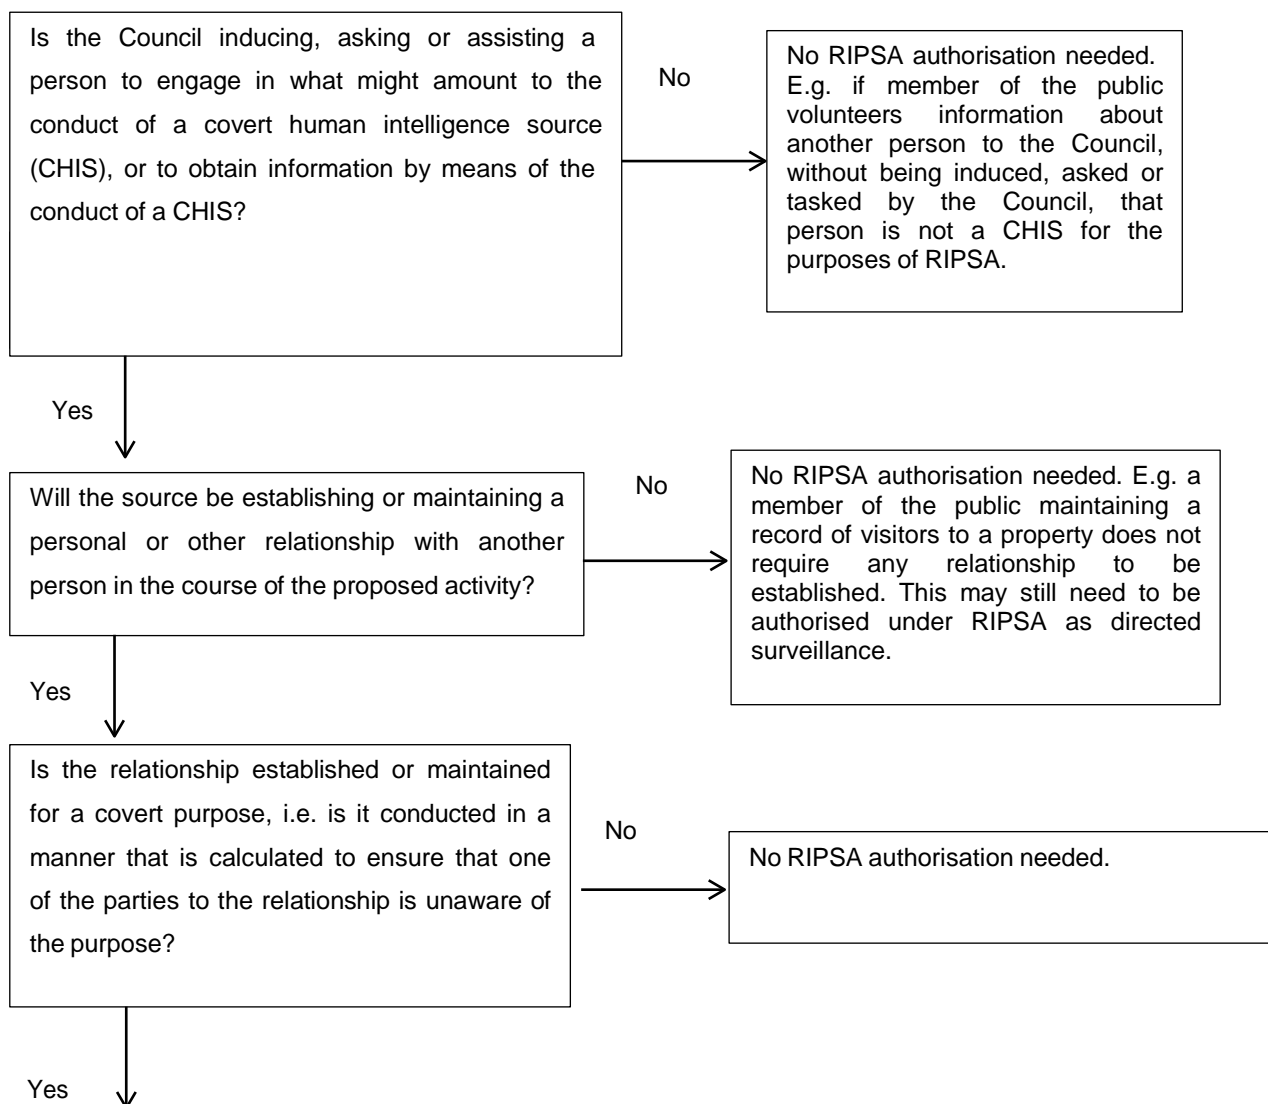 Is the Council inducing, asking or assisting a
person to engage in what might amount to the
conduct of a covert human intelligence source
(CHIS), or to obtain information by means of the
conduct of a CHIS?
No
No RIPSA authorisation needed.
E.g. if member of the public
volunteers information about
another person to the Council,
without being induced, asked or
tasked by the Council, that
person is not a CHIS for the
purposes of RIPSA.
Yes
Will the source be establishing or maintaining a
personal or other relationship with another
person in the course of the proposed activity?
No
No RIPSA authorisation needed. E.g. a
member of the public maintaining a
record of visitors to a property does not
require any relationship to be
established. This may still need to be
authorised under RIPSA as directed
surveillance.
Yes
Is the relationship established or maintained
for a covert purpose, i.e. is it conducted in a
manner that is calculated to ensure that one
of the parties to the relationship is unaware of
the purpose?
No
No RIPSA authorisation needed.
Yes